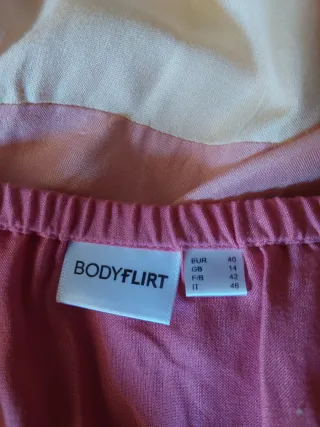 BODYFLIRT
EUR 40
GB 14
F/B 42
IT 46